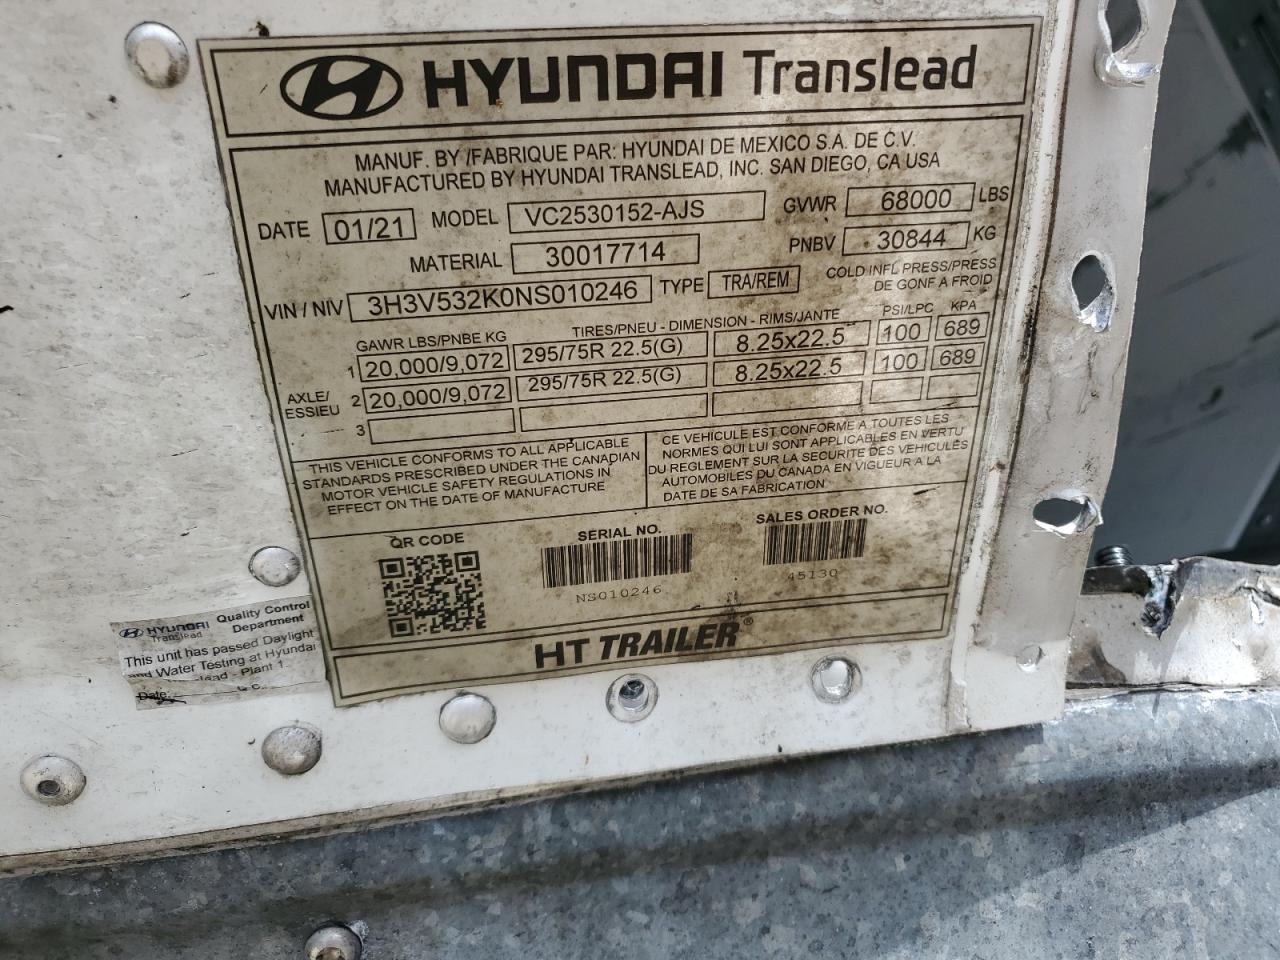 HYUNDAI Translead
MANUF. BY /FABRIQUE PAR: HYUNDAI DE MEXICO S.A. DE C.V.
MANUFACTURED BY HYUNDAI TRANSLEAD, INC. SAN DIEGO, CA USA
DATE 01/21 MODEL VC2530152-AJS GVWR 68000 LBS
MATERIAL 30017714 PNBV 30844 KG
VIN / NIV 3H3V532K0NS010246 TYPE TRA/REM COLD INFL PRESS/PRESS
DE GONF A FROID
GAWR LBS/PNBE KG TIRES/PNEU - DIMENSION - RIMS/JANTE PSI/LPC KPA
1 20,000/9,072 295/75R 22.5(G) 8.25x22.5 100 689
AXLE/
ESSIEU 2 20,000/9,072 295/75R 22.5(G) 8.25x22.5 100 689
3
THIS VEHICLE CONFORMS TO ALL APPLICABLE
STANDARDS PRESCRIBED UNDER THE CANADIAN
MOTOR VEHICLE SAFETY REGULATIONS IN
EFFECT ON THE DATE OF MANUFACTURE
CE VEHICULE EST CONFORME A TOUTES LES
NORMES QUI LUI SONT APPLICABLES EN VERTU
DU REGLEMENT SUR LA SECURITE DES VEHICULES
AUTOMOBILES DU CANADA EN VIGUEUR A LA
DATE DE SA FABRICATION
QR CODE SERIAL NO. SALES ORDER NO.
NS010246 45130
HT TRAILER®
HYUNDAI Translead Quality Control Department
This unit has passed Daylight
and Water Testing at Hyundai
Plant 1
Date: